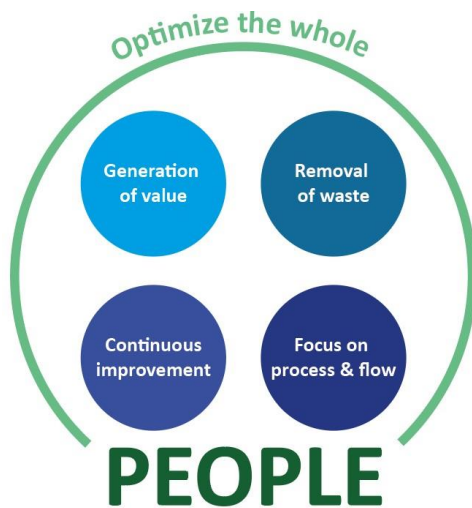 Optimize the whole
Generation
of value
Removal
of waste
Continuous
improvement
Focus on
process & flow
PEOPLE